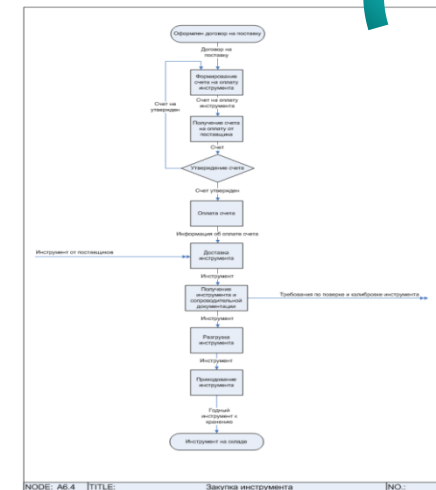 Оформлен договор на поставку
Договор на
поставку
Формирование
счета на оплату
инструмента
Счет не
утвержден
Счет на оплату
инструмента
Получение счета
на оплату от
поставщика
Счет
Утверждение счета
Счет утвержден
Оплата счета
Информация об оплате счета
Инструмент от поставщиков
Доставка
инструмента
Инструмент
Получение
инструмента и
сопроводительной
документации
Требования по поверке и калибровке инструмента
Инструмент
Разгрузка
инструмента
Инструмент
Приходование
инструмента
Годный
инструмент к
хранению
Инструмент на складе
NODE: A6.4 TITLE: Закупка инструмента NO.: